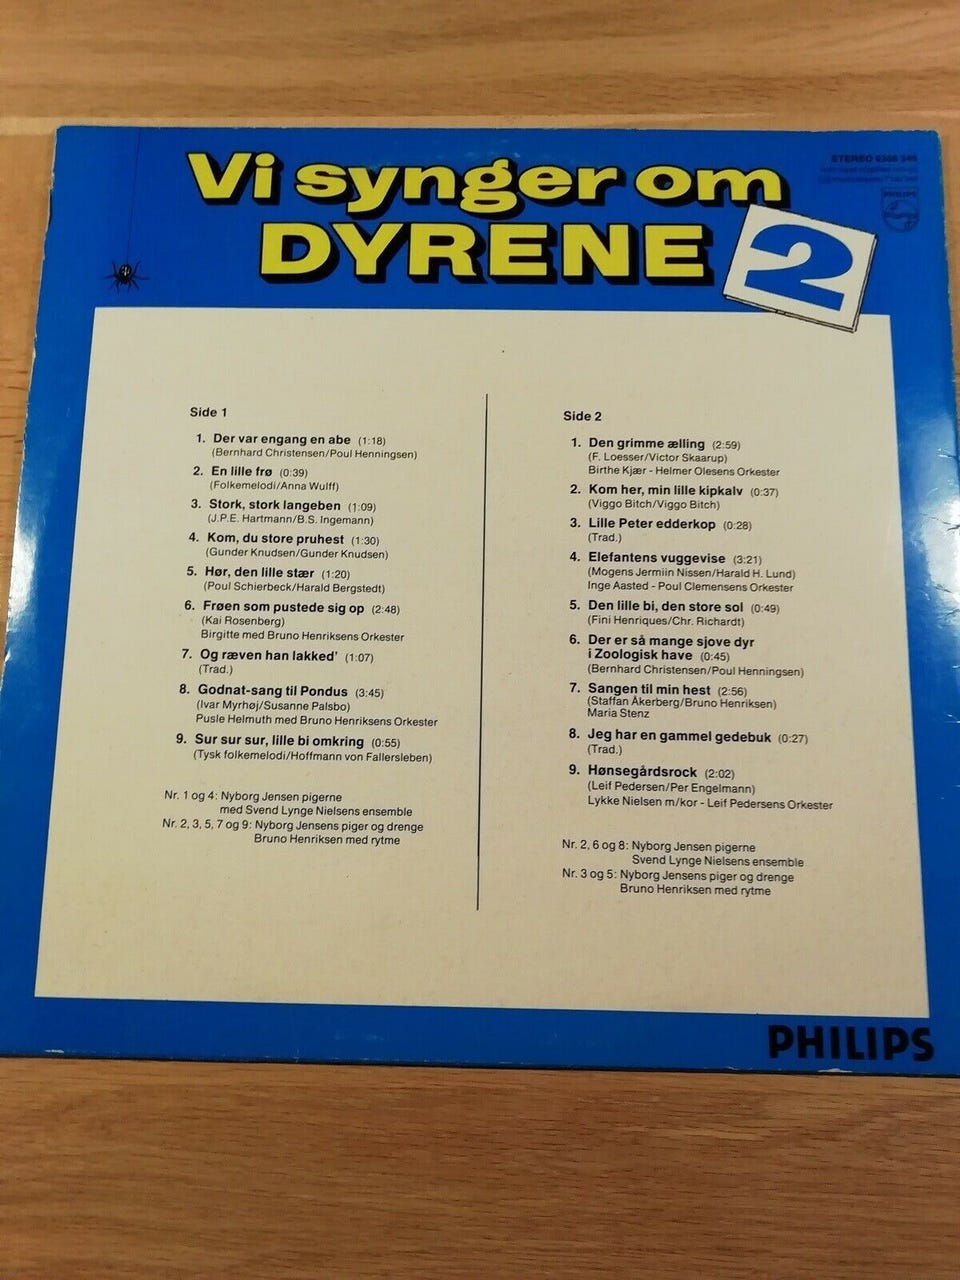 Vi synger om
DYRENE 2
STEREO
PHILIPS
Side 1
1. Der var engang en abe (1:18)
(Bernhard Christensen/Poul Henningsen)
2. En lille frø (0:39)
(Folkemelodi/Anna Wulff)
3. Stork, stork langeben (1:09)
(J.P.E. Hartmann/B.S. Ingemann)
4. Kom, du store pruhest (1:30)
(Gunder Knudsen/Gunder Knudsen)
5. Hør, den lille stær (1:20)
(Poul Schierbeck/Harald Bergstedt)
6. Frøen som pustede sig op (2:48)
(Kai Rosenberg)
Birgitte med Bruno Henriksens Orkester
7. Og ræven han lakked' (1:07)
(Trad.)
8. Godnat-sang til Pondus (3:45)
(Ivar Myrhøj/Susanne Palsbo)
Pusle Helmuth med Bruno Henriksens Orkester
9. Sur sur sur, lille bi omkring (0:55)
(Tysk folkemelodi/Hoffmann von Fallersleben)
Nr. 1 og 4: Nyborg Jensen pigerne
med Svend Lynge Nielsens ensemble
Nr. 2, 3, 5, 7 og 9: Nyborg Jensens piger og drenge
Bruno Henriksen med rytme
Side 2
1. Den grimme ælling (2:59)
(F. Loesser/Victor Skaarup)
Birthe Kjær - Helmer Olesens Orkester
2. Kom her, min lille kipkalv (0:37)
(Viggo Bitch/Viggo Bitch)
3. Lille Peter edderkop (0:28)
(Trad.)
4. Elefantens vuggevise (3:21)
(Mogens Jermiin Nissen/Harald H. Lund)
Inge Aasted - Poul Clemensens Orkester
5. Den lille bi, den store sol (0:49)
(Fini Henriques/Chr. Richardt)
6. Der er så mange sjove dyr
i Zoologisk have (0:45)
(Bernhard Christensen/Poul Henningsen)
7. Sangen til min hest (2:56)
(Staffan Åkerberg/Bruno Henriksen)
Maria Stenz
8. Jeg har en gammel gedebuk (0:27)
(Trad.)
9. Hønsegårdsrock (2:02)
(Leif Pedersen/Per Engelmann)
Lykke Nielsen m/kor - Leif Pedersens Orkester
Nr. 2, 6 og 8: Nyborg Jensen pigerne
Svend Lynge Nielsens ensemble
Nr. 3 og 5: Nyborg Jensens piger og drenge
Bruno Henriksen med rytme
PHILIPS